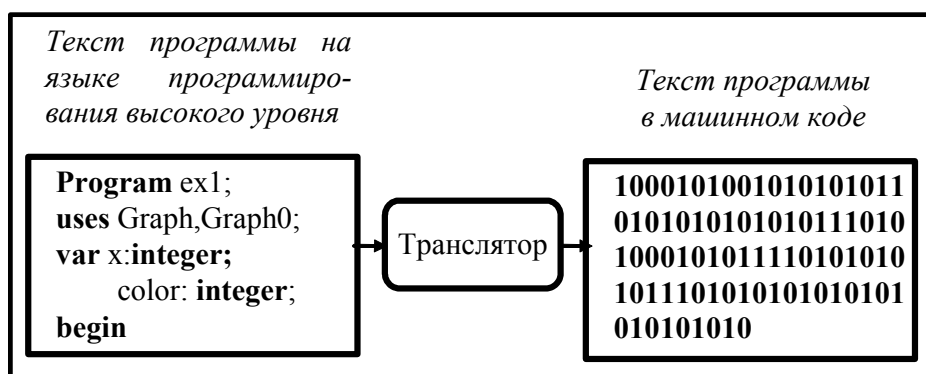 Текст программы на
языке программиро-
вания высокого уровня
Program ex1;
uses Graph,Graph0;
var x:integer;
color: integer;
begin
Транслятор
Текст программы
в машинном коде
1000101001010101011
0101010101010111010
1000101011110101010
1011101010101010101
010101010